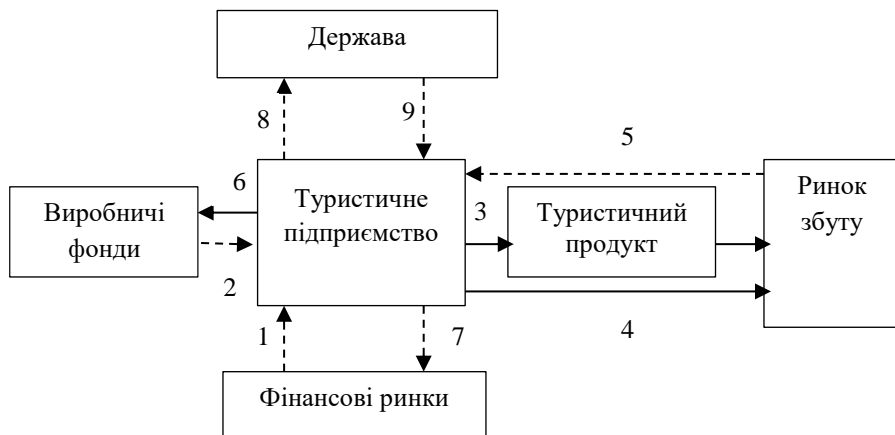 Держава
8
9
5
6
Виробничі
фонди
Туристичне
підприємство
3
Туристичний
продукт
Ринок
збуту
2
1
7
4
Фінансові ринки